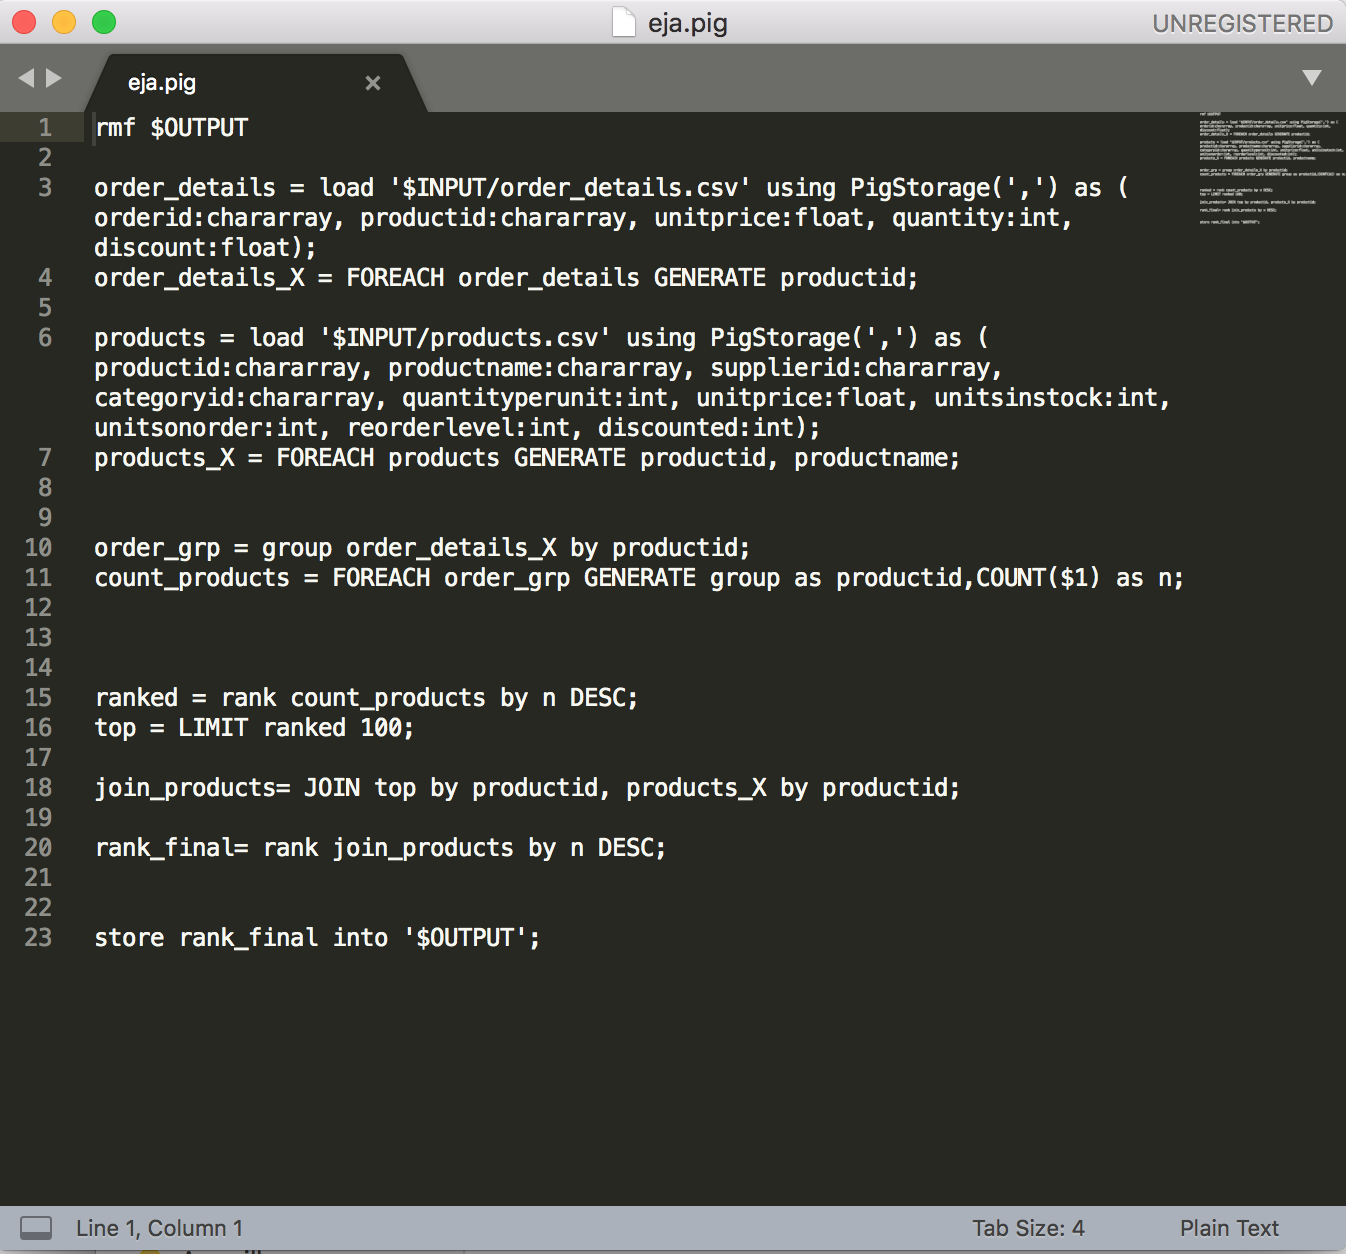 eja.pig
UNREGISTERED
eja.pig ×
1 rmf $OUTPUT
2
3 order_details = load '$INPUT/order_details.csv' using PigStorage(',') as (
orderid:chararray, productid:chararray, unitprice:float, quantity:int,
discount:float);
4 order_details_X = FOREACH order_details GENERATE productid;
5
6 products = load '$INPUT/products.csv' using PigStorage(',') as (
productid:chararray, productname:chararray, supplierid:chararray,
categoryid:chararray, quantityperunit:int, unitprice:float, unitsinstock:int,
unitsonorder:int, reorderlevel:int, discounted:int);
7 products_X = FOREACH products GENERATE productid, productname;
8
9
10 order_grp = group order_details_X by productid;
11 count_products = FOREACH order_grp GENERATE group as productid,COUNT($1) as n;
12
13
14
15 ranked = rank count_products by n DESC;
16 top = LIMIT ranked 100;
17
18 join_products= JOIN top by productid, products_X by productid;
19
20 rank_final= rank join_products by n DESC;
21
22
23 store rank_final into '$OUTPUT';
Line 1, Column 1
Tab Size: 4
Plain Text